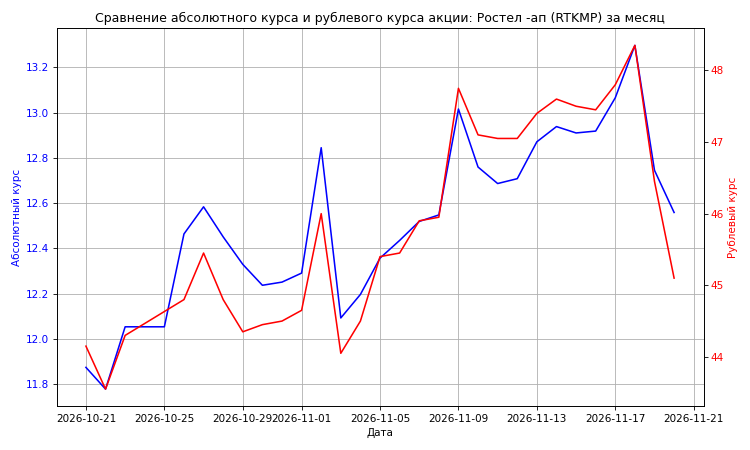 Сравнение абсолютного курса и рублевого курса акции: Ростел -ап (RTKMP) за месяц
Абсолютный курс
13.2
13.0
12.8
12.6
12.4
12.2
12.0
11.8
48
47
46
45
44
Рублевый курс
2026-10-21 2026-10-25 2026-10-29 2026-11-01 2026-11-05 2026-11-09 2026-11-13 2026-11-17 2026-11-21
Дата